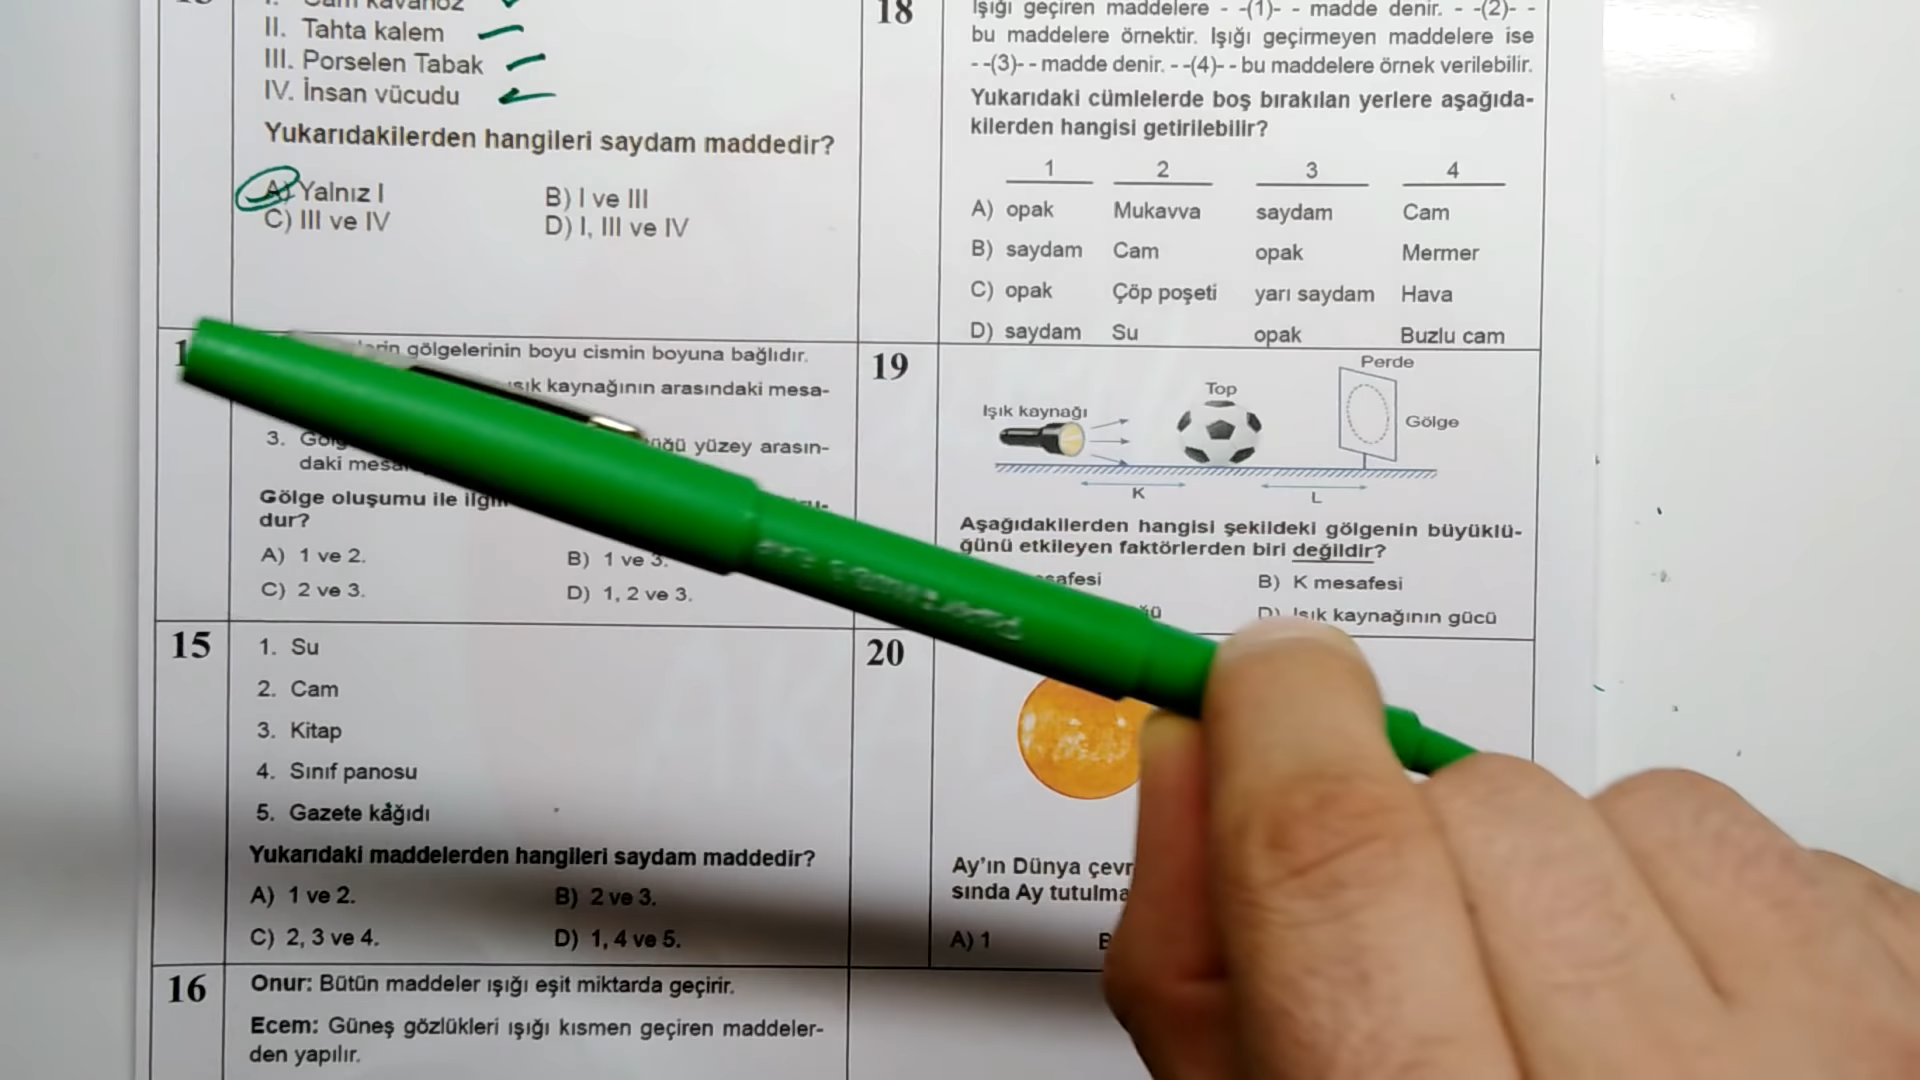 I. Cam kavanoz
II. Tahta kalem
III. Porselen Tabak
IV. İnsan vücudu
Yukarıdakilerden hangileri saydam maddedir?
A) Yalnız I
B) I ve III
C) III ve IV
D) I, III ve IV
gölgelerinin boyu cismin boyuna bağlıdır.
ışık kaynağının arasındaki mesa-
3. yüzey arasın-
daki
Gölge oluşumu ile
dur?
A) 1 ve 2.
B) 1 ve 3.
C) 2 ve 3.
D) 1, 2 ve 3.
15
1. Su
2. Cam
3. Kitap
4. Sınıf panosu
5. Gazete kâğıdı
Yukarıdaki maddelerden hangileri saydam maddedir?
A) 1 ve 2.
B) 2 ve 3.
C) 2, 3 ve 4.
D) 1, 4 ve 5.
16
Onur: Bütün maddeler ışığı eşit miktarda geçirir.
Ecem: Güneş gözlükleri ışığı kısmen geçiren maddeler-
den yapılır.
18
Işığı geçiren maddelere - -(1)- - madde denir. - -(2)- -
bu maddelere örnektir. Işığı geçirmeyen maddelere ise
- -(3)- - madde denir. - -(4)- - bu maddelere örnek verilebilir.
Yukarıdaki cümlelerde boş bırakılan yerlere aşağıda-
kilerden hangisi getirilebilir?
1 2 3 4
A) opak Mukavva saydam Cam
B) saydam Cam opak Mermer
C) opak Çöp poşeti yarı saydam Hava
D) saydam Su opak Buzlu cam
19
Perde
Top
Işık kaynağı
Gölge
K
L
Aşağıdakilerden hangisi şekildeki gölgenin büyüklü-
ğünü etkileyen faktörlerden biri değildir?
B) K mesafesi
D) Işık kaynağının gücü
20
Ay'ın Dünya
sında Ay
A) 1